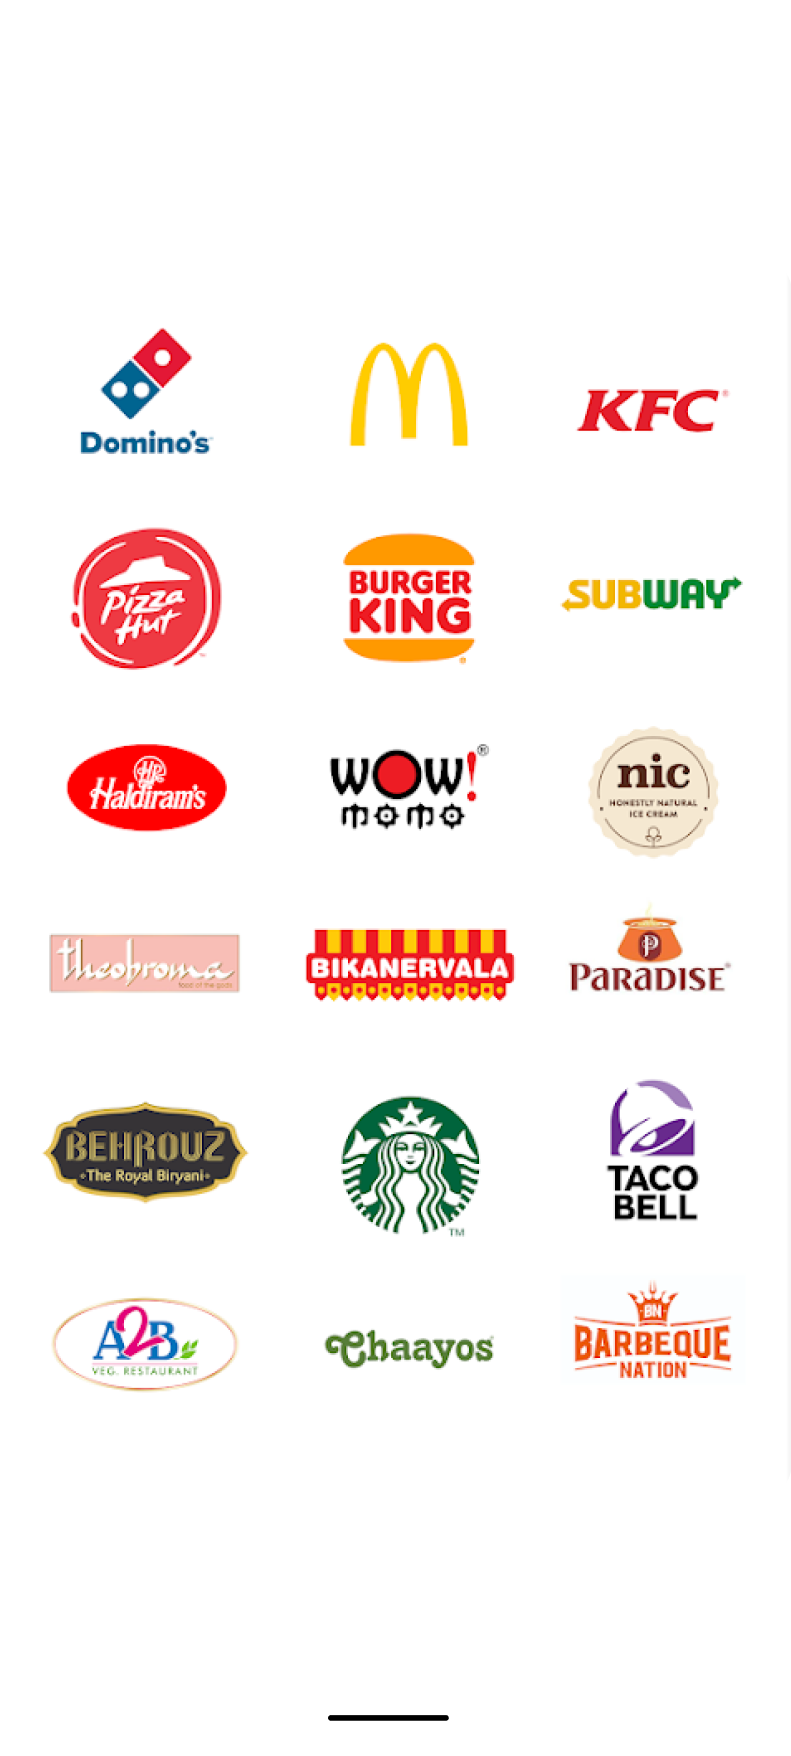 Domino's
KFC®
Pizza
Hut
BURGER
KING®
SUBWAY
HR
Haldiram's
WOW!®
momo
nic
HONESTLY NATURAL
ICE CREAM
theobroma
food of the gods
BIKANERVALA
P
PARADISE®
BEHROUZ
•The Royal Biryani•
TM
TACO
BELL
A2B
VEG. RESTAURANT
Chaayos
BN
BARBEQUE
NATION